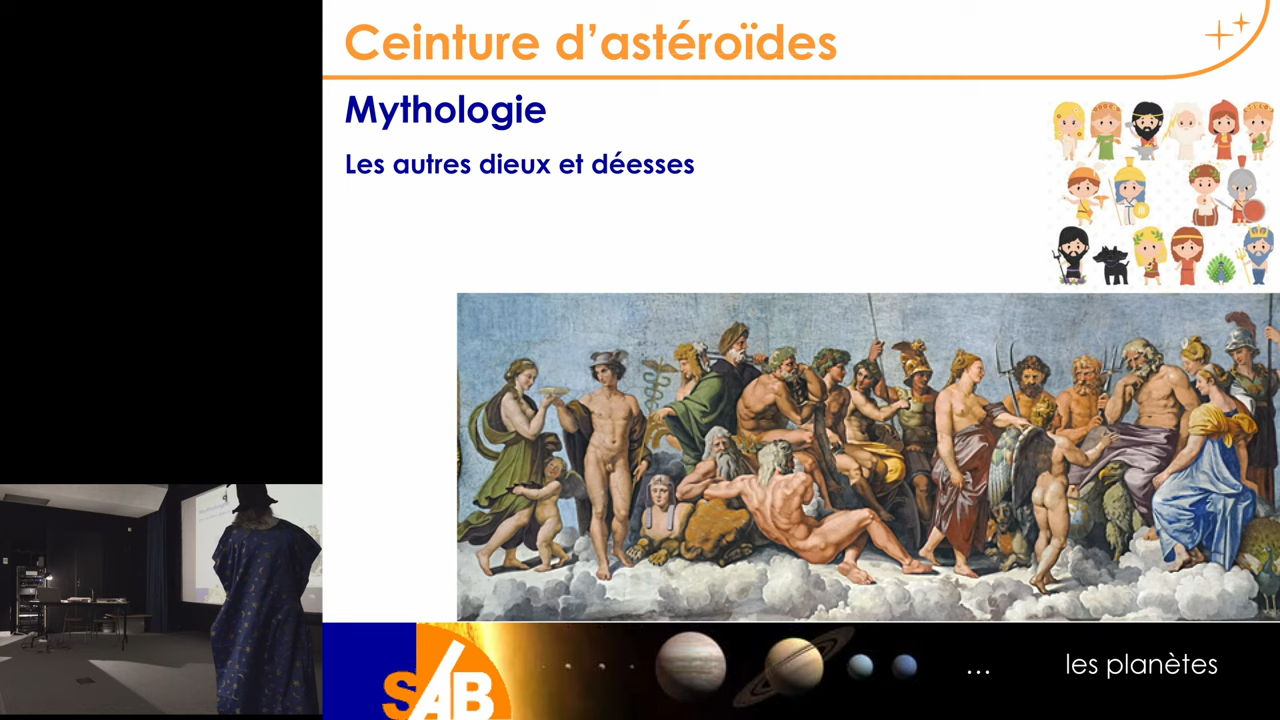 Ceinture d’astéroïdes
Mythologie
Les autres dieux et déesses
SAB
... les planètes